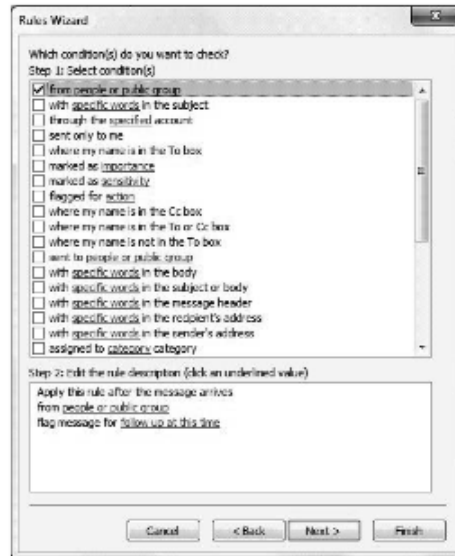 Rules Wizard
Which condition(s) do you want to check?
Step 1: Select condition(s)
from people or public group
with specific words in the subject
through the specified account
sent only to me
where my name is in the To box
marked as importance
marked as sensitivity
flagged for action
where my name is in the Cc box
where my name is in the To or Cc box
where my name is not in the To box
sent to people or public group
with specific words in the body
with specific words in the subject or body
with specific words in the message header
with specific words in the recipient's address
with specific words in the sender's address
assigned to category category
Step 2: Edit the rule description (click an underlined value)
Apply this rule after the message arrives
from people or public group
flag message for follow up at this time
Cancel < Back Next > Finish